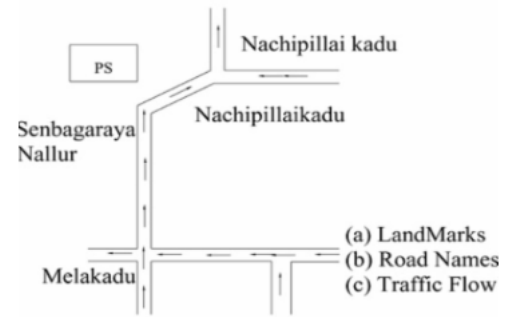 Nachipillai kadu
PS
Nachipillaikadu
Senbagaraya
Nallur
(a) LandMarks
(b) Road Names
Melakadu
(c) Traffic Flow